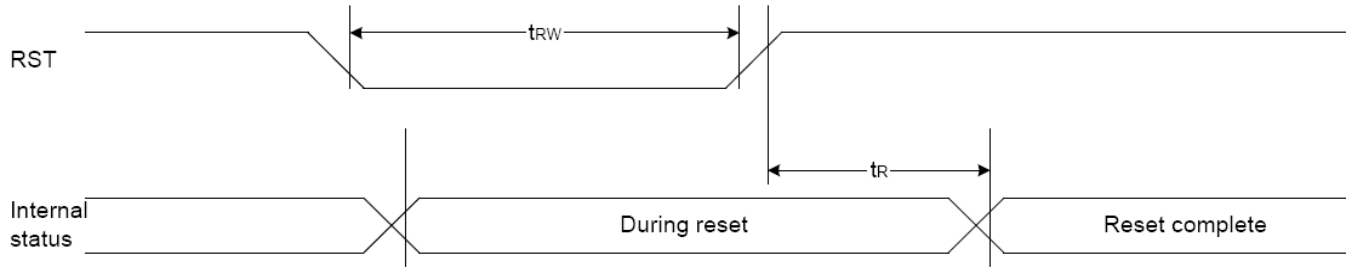 tRW
RST
tR
Internal
status
During reset
Reset complete